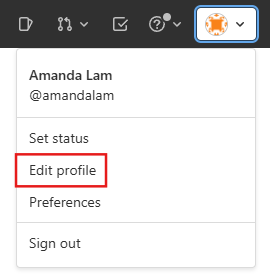 Amanda Lam
@amandalam
Set status
Edit profile
Preferences
Sign out